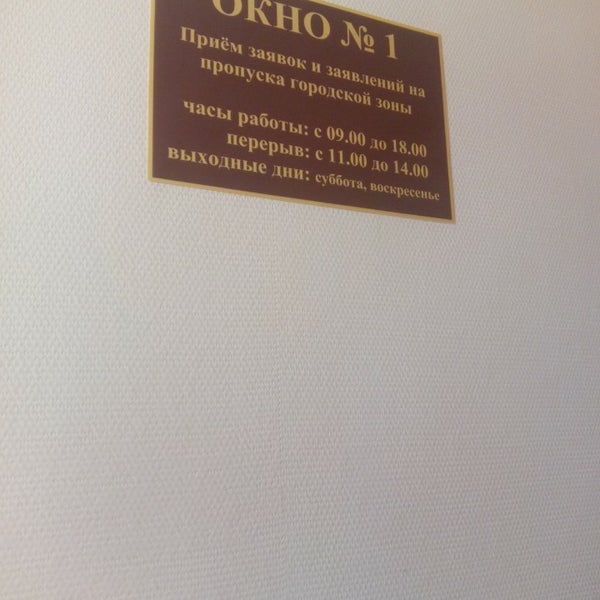 ОКНО № 1
Приём заявок и заявлений на
пропуска городской зоны
часы работы: с 09.00 до 18.00
перерыв: с 11.00 до 14.00
выходные дни: суббота, воскресенье